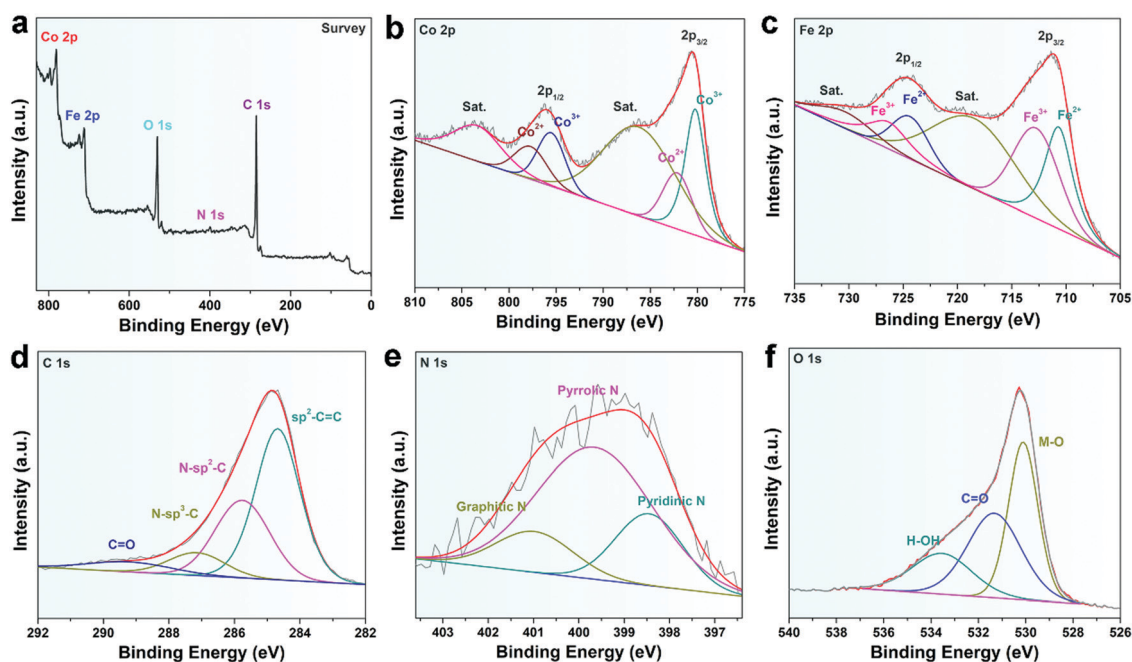 a
Survey
Co 2p
Fe 2p
O 1s
N 1s
C 1s
Intensity (a.u.)
800 600 400 200 0
Binding Energy (eV)
b
Co 2p
2p3/2
2p1/2
Sat.
Sat.
Co2+
Co3+
Co2+
Co3+
Intensity (a.u.)
810 805 800 795 790 785 780 775
Binding Energy (eV)
c
Fe 2p
2p3/2
2p1/2
Sat.
Sat.
Fe3+
Fe2+
Fe3+
Fe2+
Intensity (a.u.)
735 730 725 720 715 710 705
Binding Energy (eV)
d
C 1s
sp2-C=C
N-sp2-C
N-sp3-C
C=O
Intensity (a.u.)
292 290 288 286 284 282
Binding Energy (eV)
e
N 1s
Pyrrolic N
Graphitic N
Pyridinic N
Intensity (a.u.)
403 402 401 400 399 398 397
Binding Energy (eV)
f
O 1s
M-O
C=O
H-OH
Intensity (a.u.)
540 538 536 534 532 530 528 526
Binding Energy (eV)